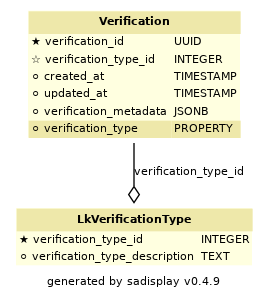 Verification
★ verification_id UUID
☆ verification_type_id INTEGER
⚪ created_at TIMESTAMP
⚪ updated_at TIMESTAMP
⚪ verification_metadata JSONB
⚪ verification_type PROPERTY
verification_type_id
LkVerificationType
★ verification_type_id INTEGER
⚪ verification_type_description TEXT
generated by sadisplay v0.4.9